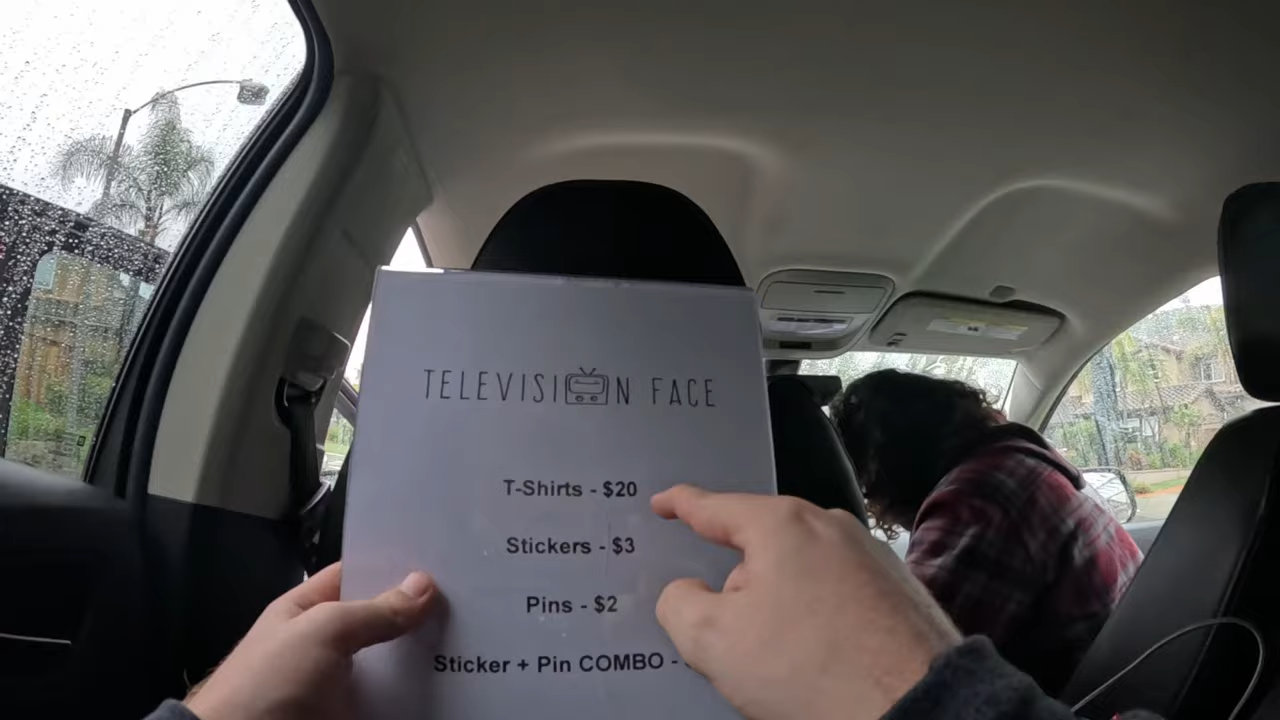 TELEVISION FACE
T-Shirts - $20
Stickers - $3
Pins - $2
Sticker + Pin COMBO -